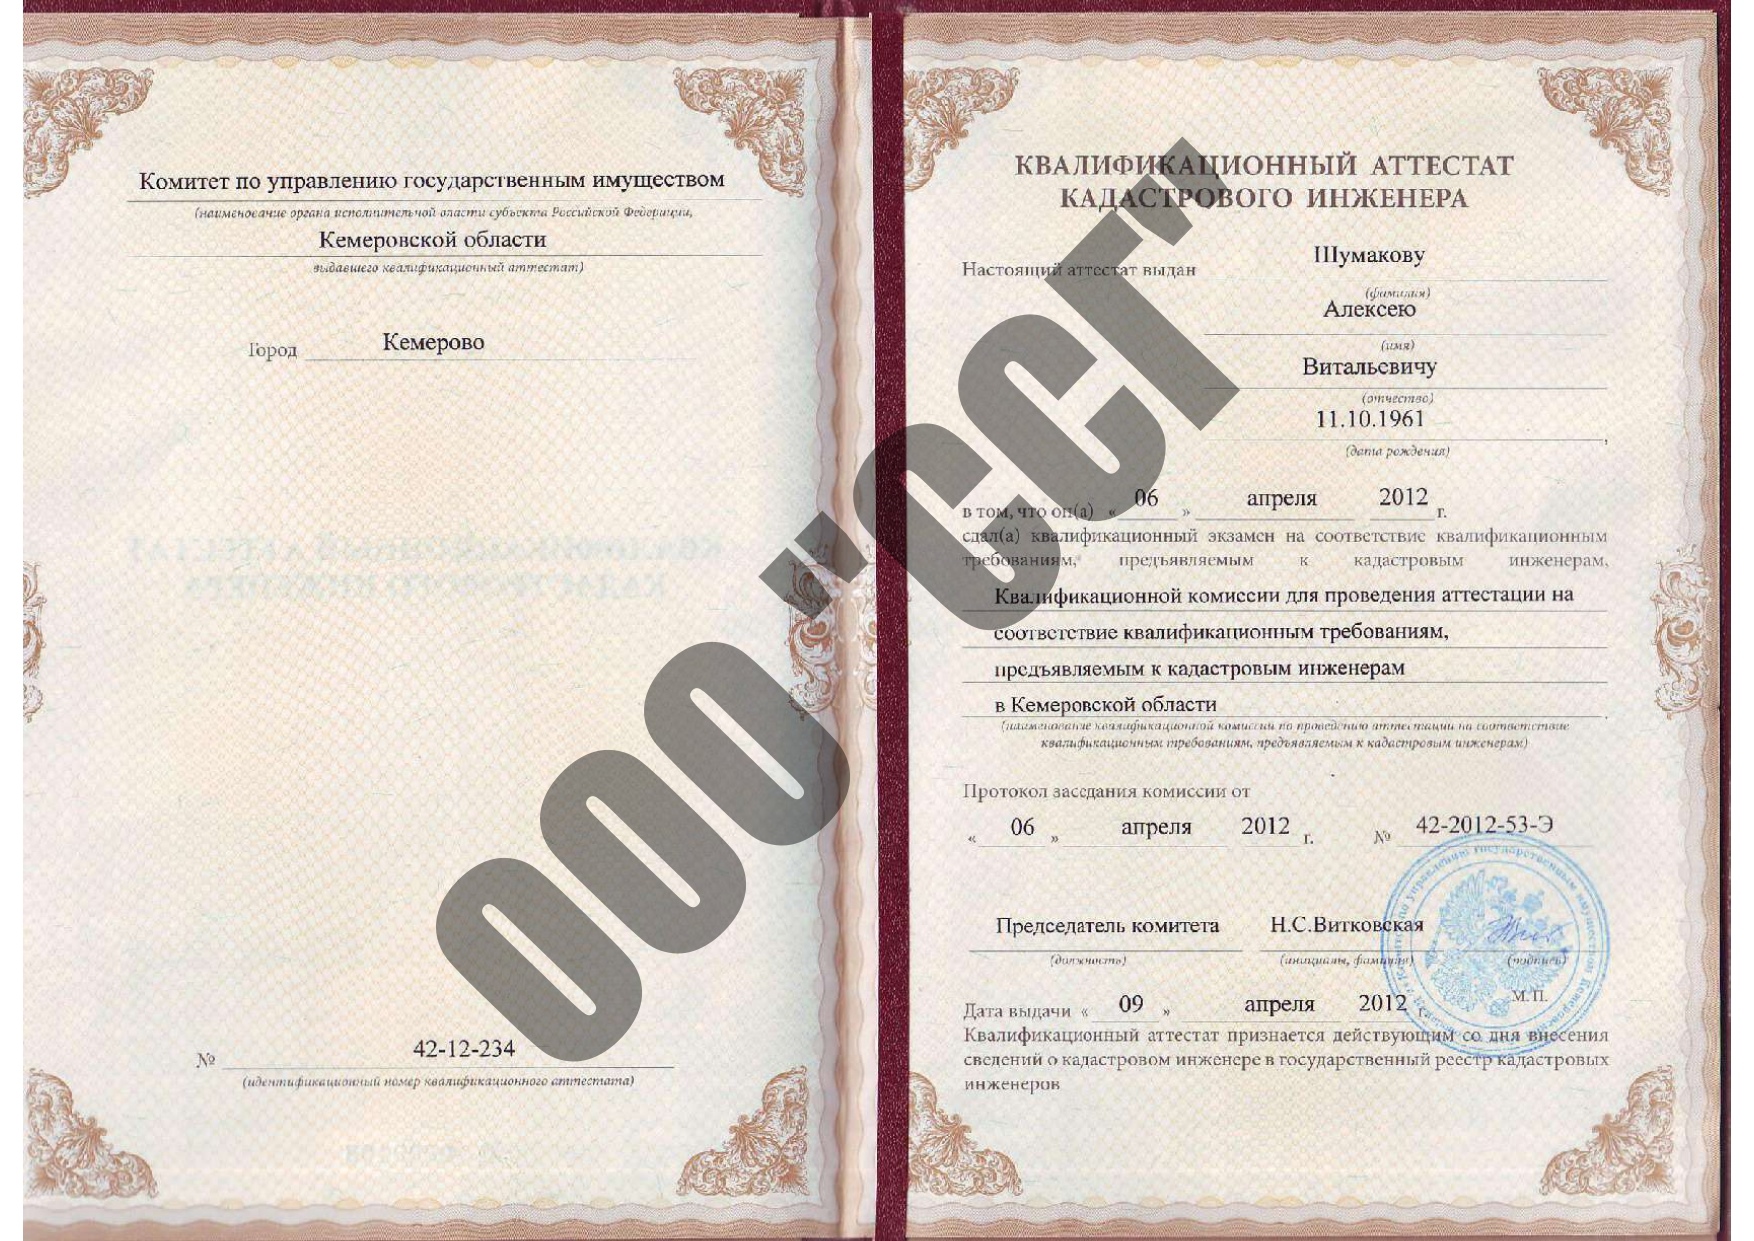 Комитет по управлению государственным имуществом
(наименование органа исполнительной власти субъекта Российской Федерации,
Кемеровской области
выдавшего квалификационный аттестат)
Город Кемерово
№ 42-12-234
(идентификационный номер квалификационного аттестата)
КВАЛИФИКАЦИОННЫЙ АТТЕСТАТ
КАДАСТРОВОГО ИНЖЕНЕРА
Настоящий аттестат выдан Шумакову
(фамилия)
Алексею
(имя)
Витальевичу
(отчество)
11.10.1961,
(дата рождения)
в том, что он(а) « 06 » апреля 2012 г.
сдал(а) квалификационный экзамен на соответствие квалификационным
требованиям, предъявляемым к кадастровым инженерам,
Квалификационной комиссии для проведения аттестации на
соответствие квалификационным требованиям,
предъявляемым к кадастровым инженерам
в Кемеровской области.
(наименование квалификационной комиссии по проведению аттестации на соответствие
квалификационным требованиям, предъявляемым к кадастровым инженерам)
Протокол заседания комиссии от
« 06 » апреля 2012 г. № 42-2012-53-Э
Председатель комитета Н.С.Витковская
(должность) (инициалы, фамилия) (подпись)
М.П.
Дата выдачи « 09 » апреля 2012 г.
Квалификационный аттестат признается действующим со дня внесения
сведений о кадастровом инженере в государственный реестр кадастровых
инженеров
ООО"ССГ"